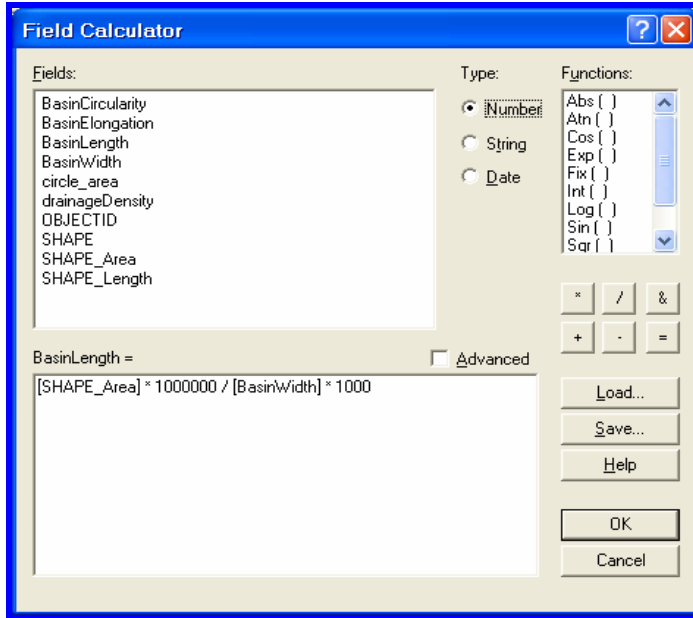 Field Calculator
Fields:
BasinCircularity
BasinElongation
BasinLength
BasinWidth
circle_area
drainageDensity
OBJECTID
SHAPE
SHAPE_Area
SHAPE_Length
Type:
Number
String
Date
Functions:
Abs ( )
Atn ( )
Cos ( )
Exp ( )
Fix ( )
Int ( )
Log ( )
Sin ( )
Sqr ( )
* / &
+ - =
BasinLength =
Advanced
[SHAPE_Area] * 1000000 / [BasinWidth] * 1000
Load...
Save...
Help
OK
Cancel